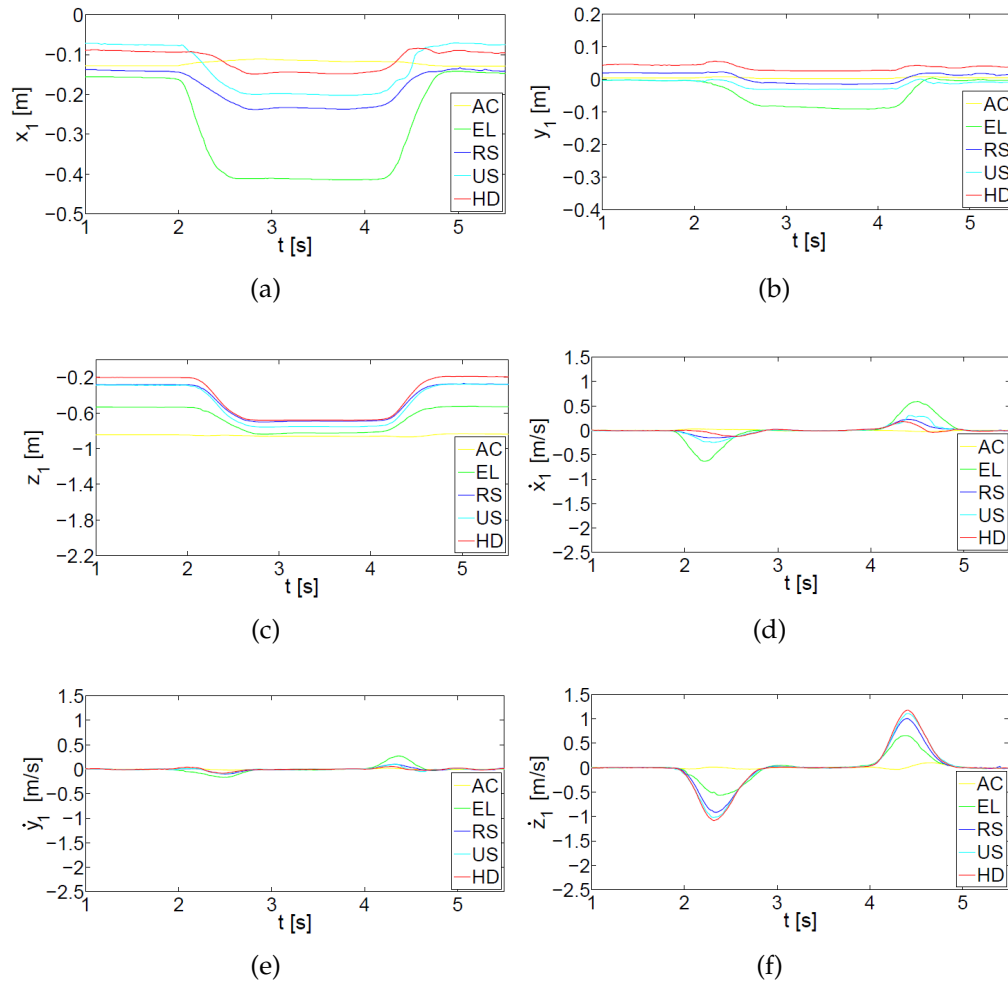 0
−0.1
−0.2
−0.3
−0.4
−0.5
x1 [m]
1 2 3 4 5
t [s]
AC
EL
RS
US
HD
(a)
0.2
0.1
0
−0.1
−0.2
−0.3
−0.4
y1 [m]
1 2 3 4 5
t [s]
AC
EL
RS
US
HD
(b)
−0.2
−0.6
−1
−1.4
−1.8
−2.2
z1 [m]
1 2 3 4 5
t [s]
AC
EL
RS
US
HD
(c)
1.5
1
0.5
0
−0.5
−1
−1.5
−2
−2.5
ẋ1 [m/s]
1 2 3 4 5
t [s]
AC
EL
RS
US
HD
(d)
1.5
1
0.5
0
−0.5
−1
−1.5
−2
−2.5
ẏ1 [m/s]
1 2 3 4 5
t [s]
AC
EL
RS
US
HD
(e)
1.5
1
0.5
0
−0.5
−1
−1.5
−2
−2.5
ż1 [m/s]
1 2 3 4 5
t [s]
AC
EL
RS
US
HD
(f)